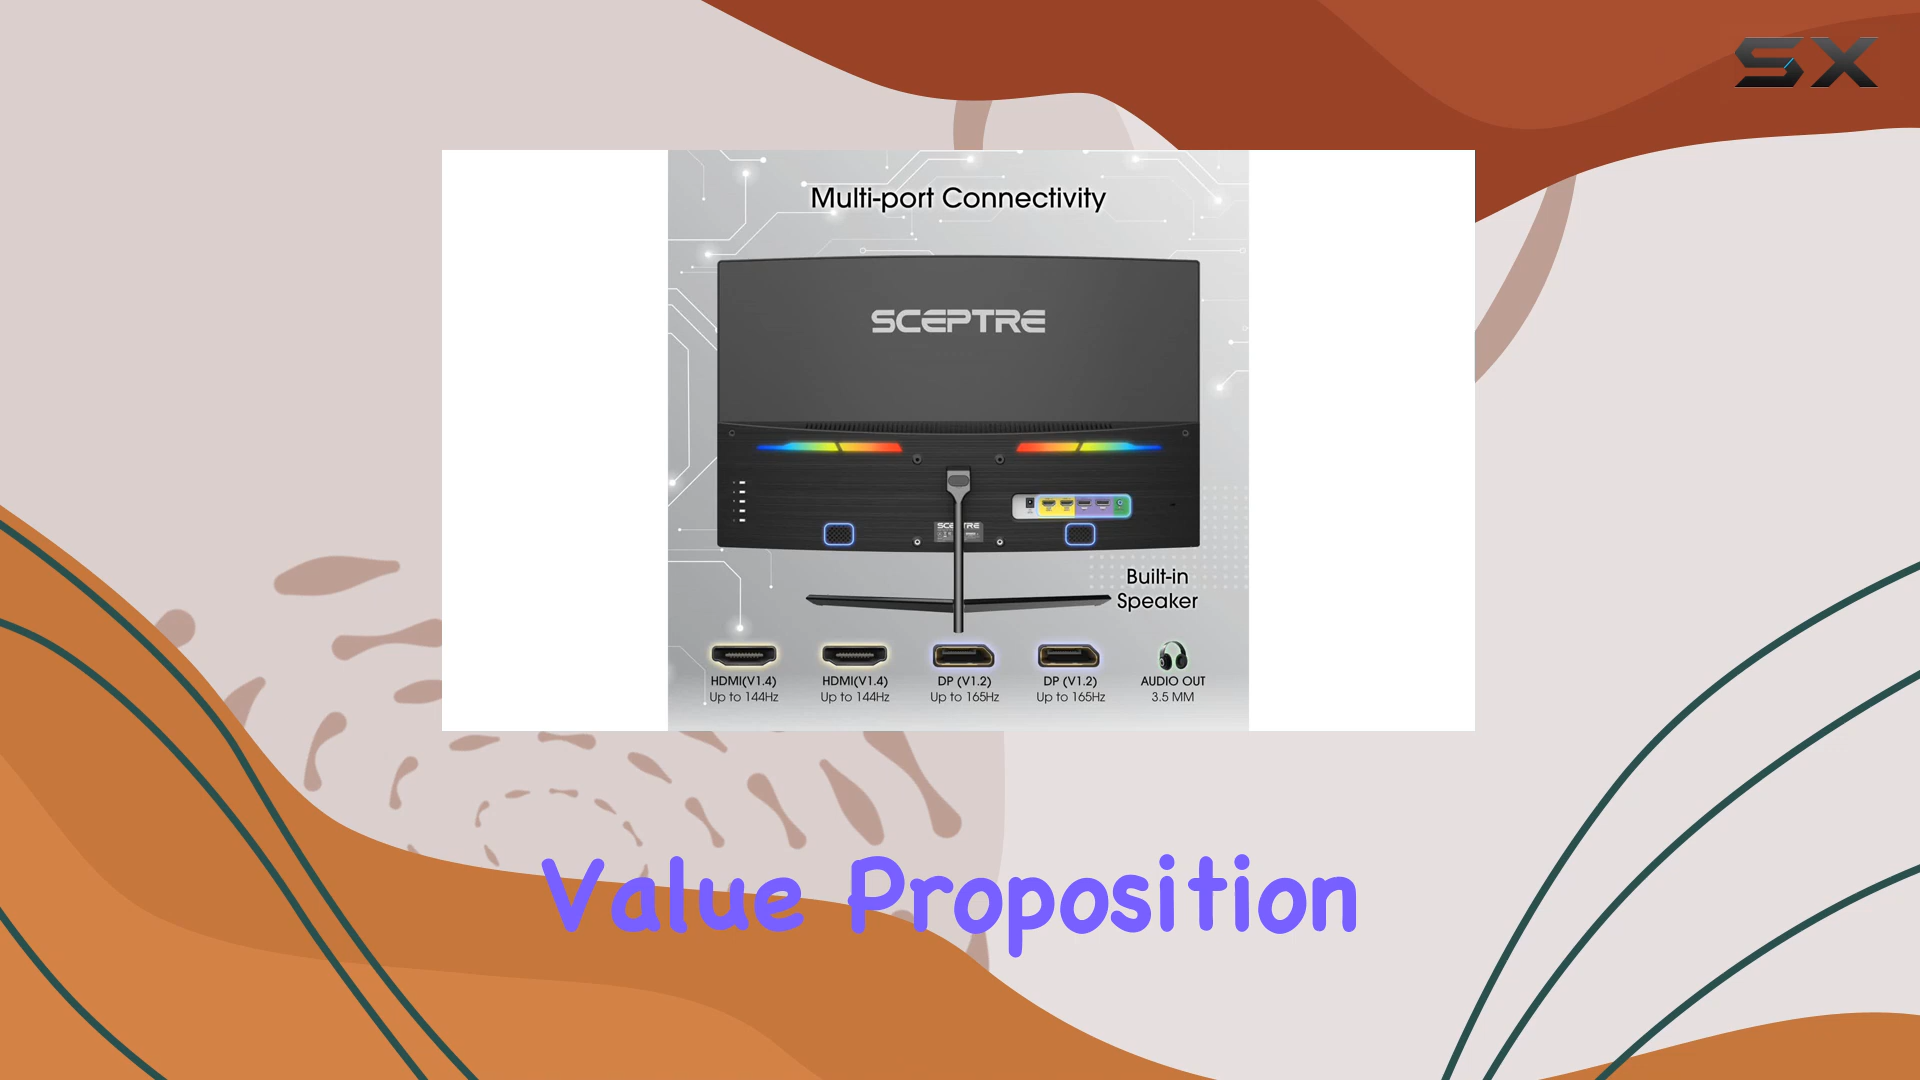 SX
Multi-port Connectivity
SCEPTRE
SCEPTRE
Built-in
Speaker
HDMI(V1.4) HDMI(V1.4) DP (V1.2) DP (V1.2) AUDIO OUT
Up to 144Hz Up to 144Hz Up to 165Hz Up to 165Hz 3.5 MM
Value Proposition